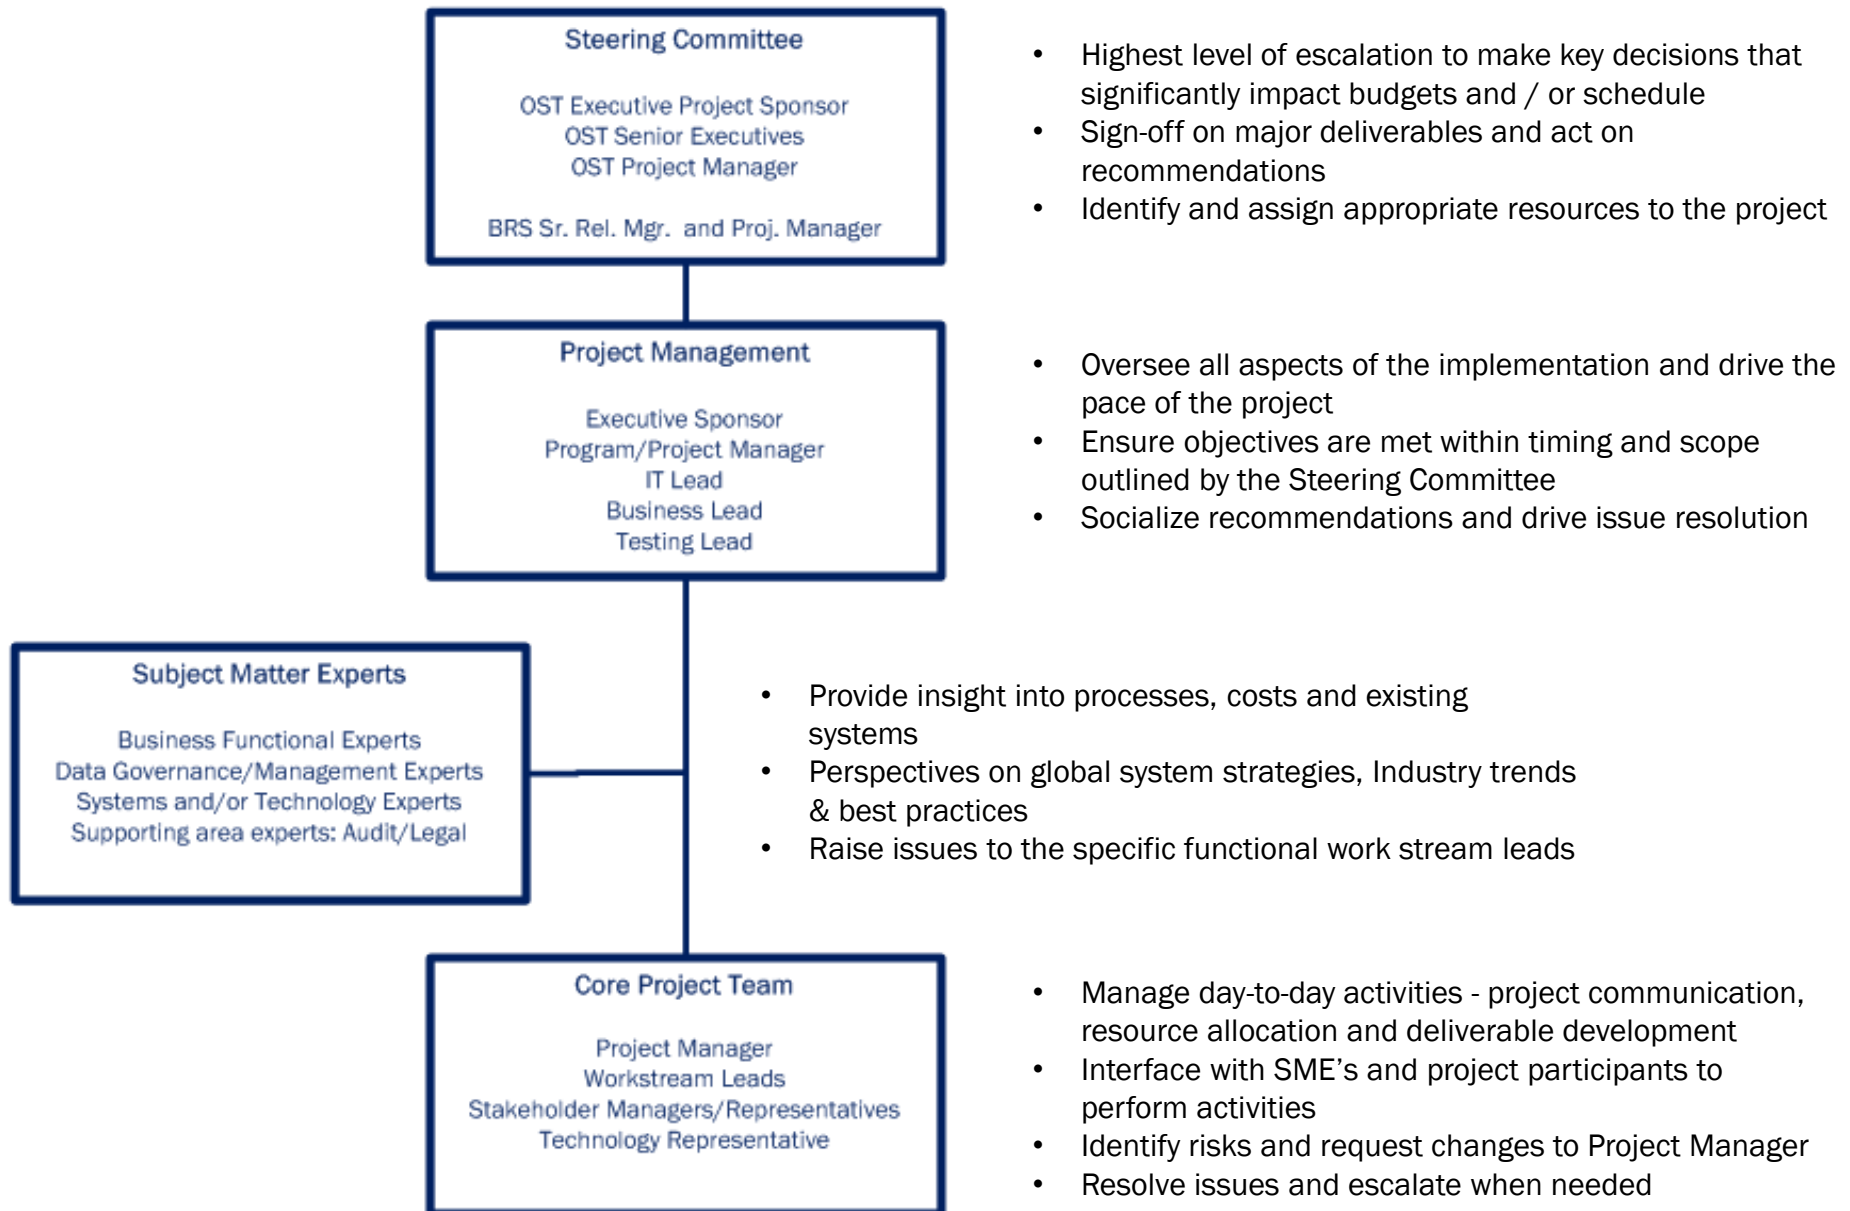 Steering Committee
OST Executive Project Sponsor
OST Senior Executives
OST Project Manager
BRS Sr. Rel. Mgr.  and Proj. Manager
• Highest level of escalation to make key decisions that
significantly impact budgets and / or schedule
• Sign-off on major deliverables and act on
recommendations
• Identify and assign appropriate resources to the project
Project Management
Executive Sponsor
Program/Project Manager
IT Lead
Business Lead
Testing Lead
• Oversee all aspects of the implementation and drive the
pace of the project
• Ensure objectives are met within timing and scope
outlined by the Steering Committee
• Socialize recommendations and drive issue resolution
Subject Matter Experts
Business Functional Experts
Data Governance/Management Experts
Systems and/or Technology Experts
Supporting area experts: Audit/Legal
• Provide insight into processes, costs and existing
systems
• Perspectives on global system strategies, Industry trends
& best practices
• Raise issues to the specific functional work stream leads
Core Project Team
Project Manager
Workstream Leads
Stakeholder Managers/Representatives
Technology Representative
• Manage day-to-day activities - project communication,
resource allocation and deliverable development
• Interface with SME’s and project participants to
perform activities
• Identify risks and request changes to Project Manager
• Resolve issues and escalate when needed